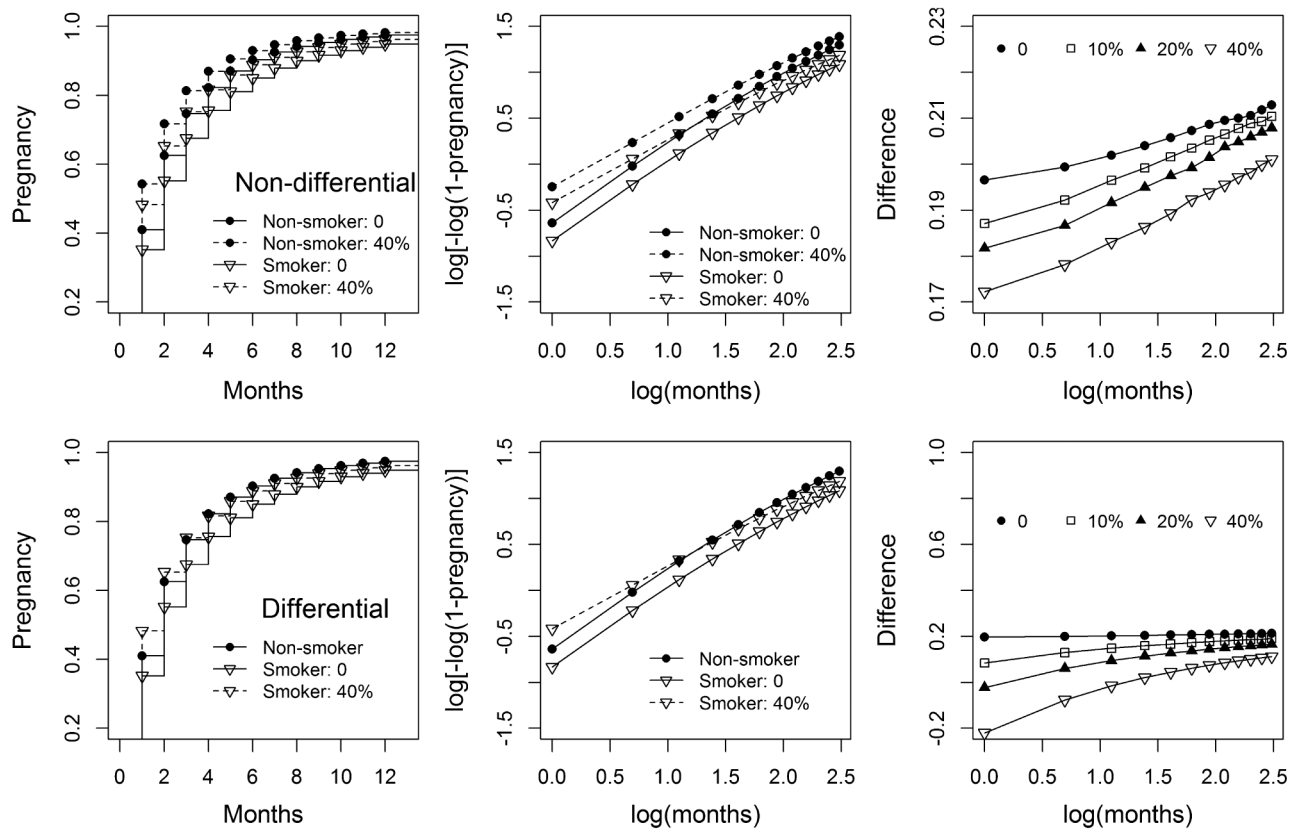 Pregnancy
1.0
0.8
0.6
0.4
0.2
Non-differential
Non-smoker: 0
Non-smoker: 40%
Smoker: 0
Smoker: 40%
0 2 4 6 8 10 12
Months
log[-log(1-pregnancy)]
1.5
0.5
-0.5
-1.5
Non-smoker: 0
Non-smoker: 40%
Smoker: 0
Smoker: 40%
0.0 0.5 1.0 1.5 2.0 2.5
log(months)
Difference
0.23
0.21
0.19
0.17
0 10% 20% 40%
0.0 0.5 1.0 1.5 2.0 2.5
log(months)
Pregnancy
1.0
0.8
0.6
0.4
0.2
Differential
Non-smoker
Smoker: 0
Smoker: 40%
0 2 4 6 8 10 12
Months
log[-log(1-pregnancy)]
1.5
0.5
-0.5
-1.5
Non-smoker
Smoker: 0
Smoker: 40%
0.0 0.5 1.0 1.5 2.0 2.5
log(months)
Difference
1.0
0.6
0.2
-0.2
0 10% 20% 40%
0.0 0.5 1.0 1.5 2.0 2.5
log(months)